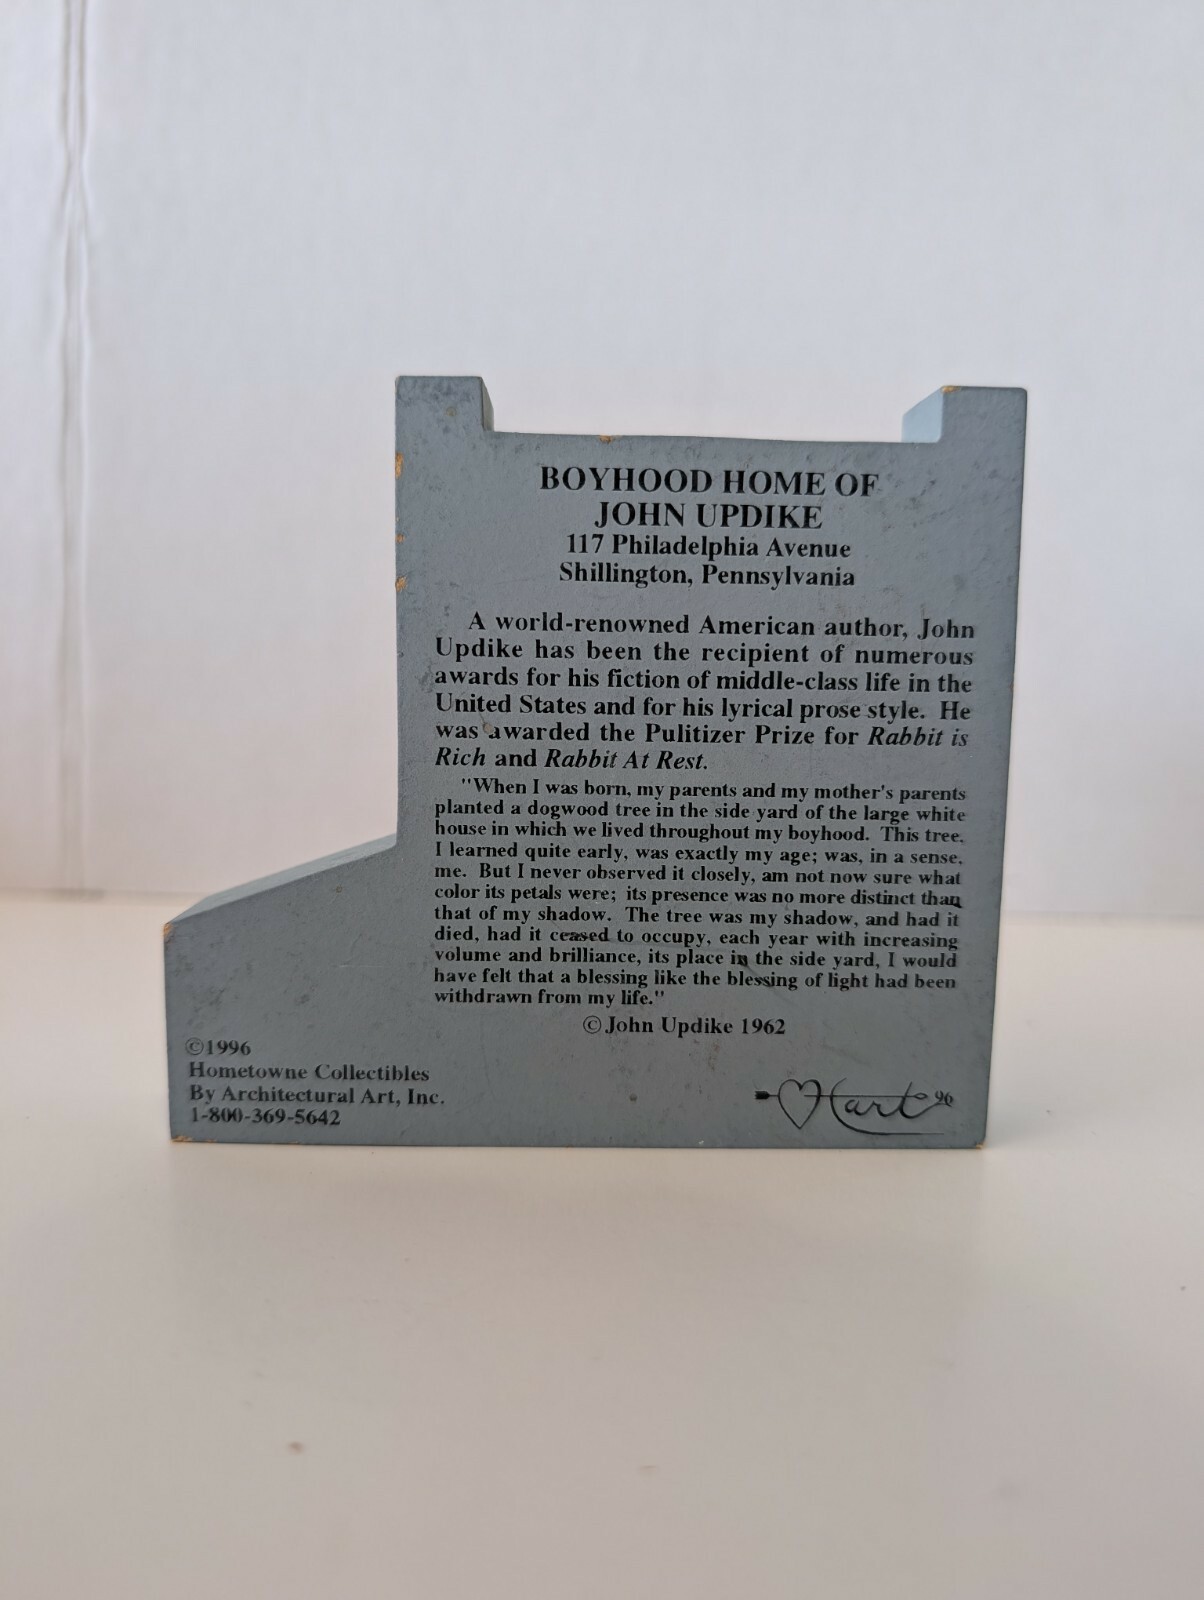 BOYHOOD HOME OF
JOHN UPDIKE
117 Philadelphia Avenue
Shillington, Pennsylvania
A world-renowned American author, John
Updike has been the recipient of numerous
awards for his fiction of middle-class life in the
United States and for his lyrical prose style. He
was awarded the Pulitizer Prize for Rabbit is
Rich and Rabbit At Rest.
"When I was born, my parents and my mother's parents
planted a dogwood tree in the side yard of the large white
house in which we lived throughout my boyhood. This tree,
I learned quite early, was exactly my age; was, in a sense,
me. But I never observed it closely, am not now sure what
color its petals were; its presence was no more distinct than
that of my shadow. The tree was my shadow, and had it
died, had it ceased to occupy, each year with increasing
volume and brilliance, its place in the side yard, I would
have felt that a blessing like the blessing of light had been
withdrawn from my life."
©John Updike 1962
©1996
Hometowne Collectibles
By Architectural Art, Inc.
1-800-369-5642
Hart 96